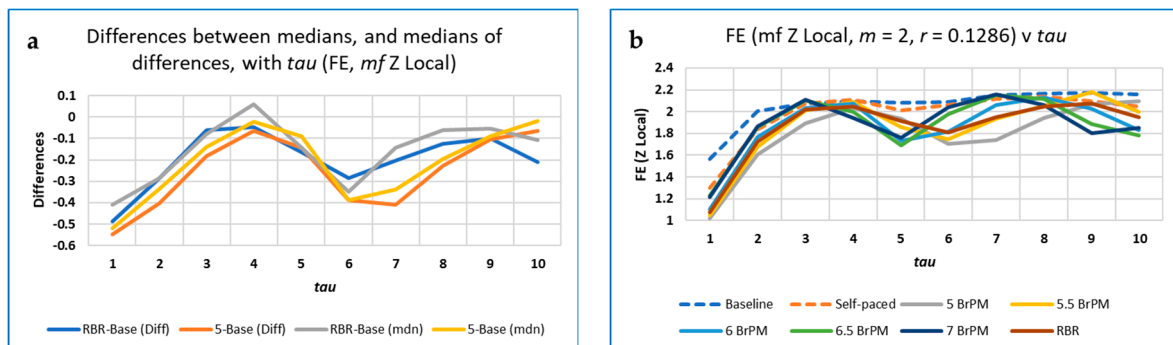 a
Differences between medians, and medians of
differences, with tau (FE, mf Z Local)
Differences
0.1
0
-0.1
-0.2
-0.3
-0.4
-0.5
-0.6
1 2 3 4 5 6 7 8 9 10
tau
RBR-Base (Diff) 5-Base (Diff) RBR-Base (mdn) 5-Base (mdn)
b
FE (mf Z Local, m = 2, r = 0.1286) v tau
FE (Z Local)
2.4
2.2
2
1.8
1.6
1.4
1.2
1
1 2 3 4 5 6 7 8 9 10
tau
Baseline Self-paced 5 BrPM 5.5 BrPM
6 BrPM 6.5 BrPM 7 BrPM RBR